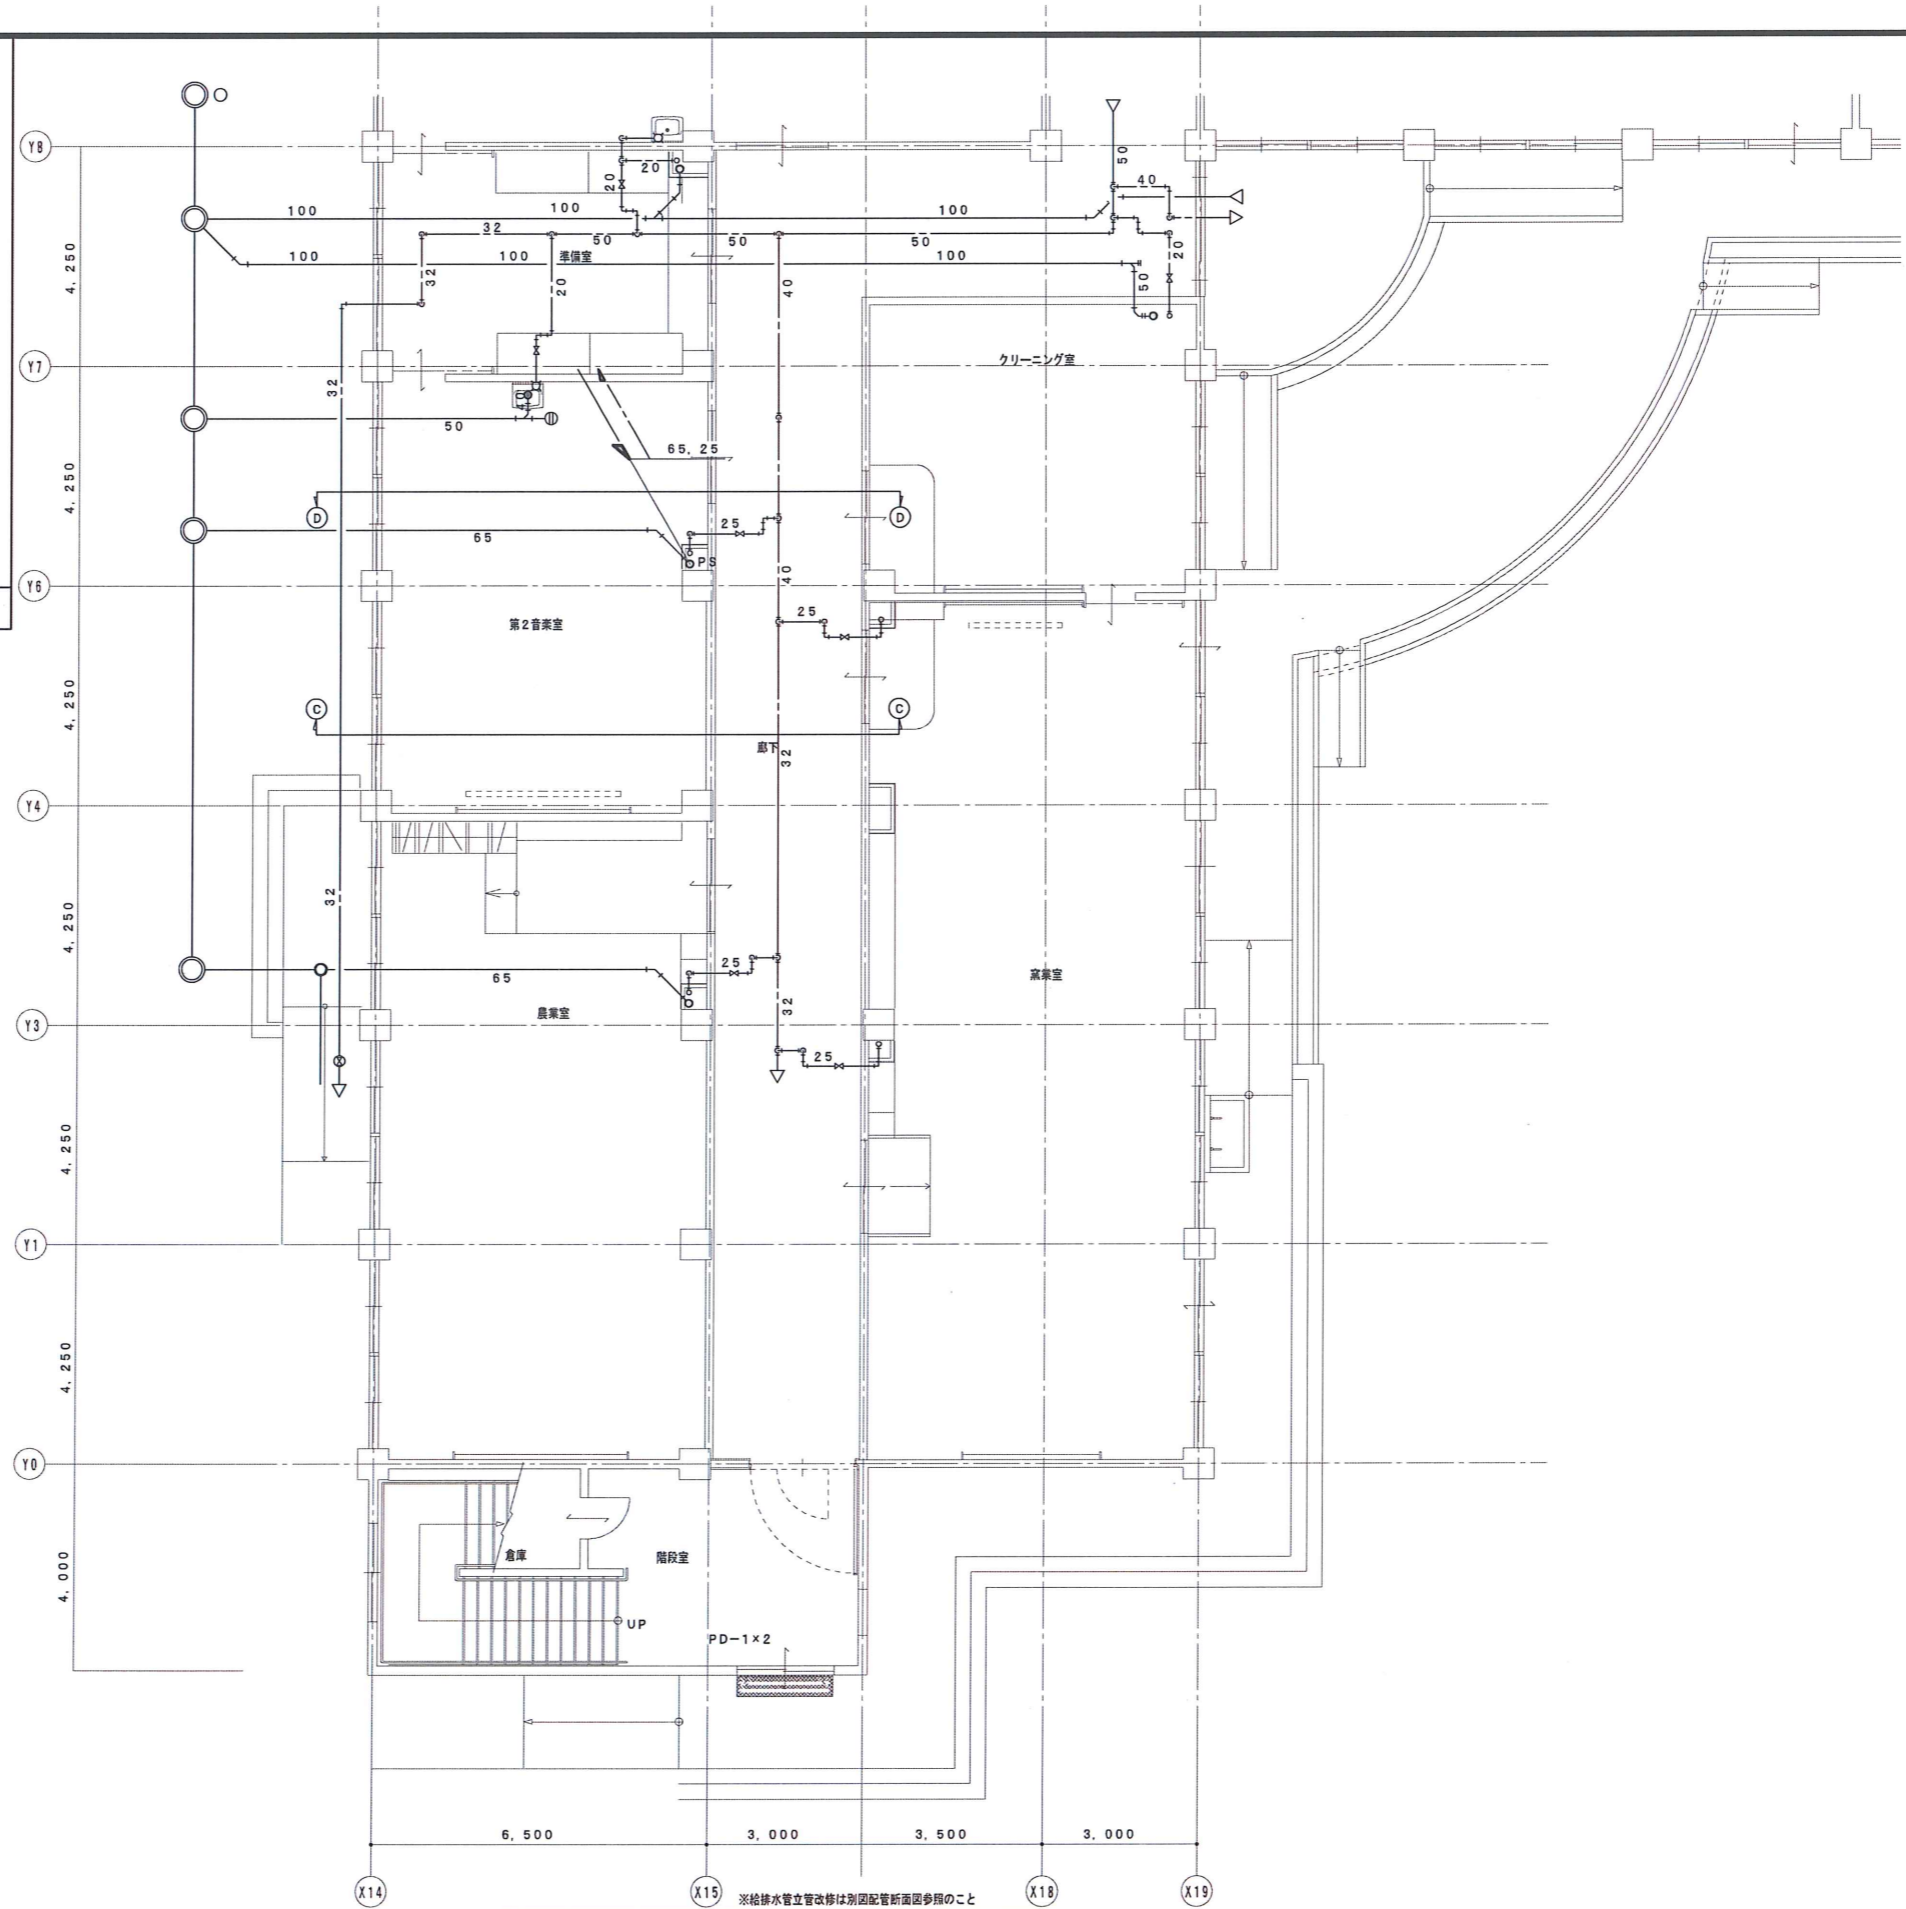 Y8
50
20
20
40
100
100
100
32
50
50
50
20
100
準備室
100
100
4,250
32
20
40
50
Y7
クリーニング室
32
50
65,25
4,250
D
D
25
65
PS
40
Y6
25
第2音楽室
4,250
C
C
廊下
32
Y4
32
4,250
25
65
窯業室
農業室
32
Y3
25
4,250
Y1
4,250
Y0
倉庫
階段室
4,000
UP
PD-1×2
6,500
3,000
3,500
3,000
X14
X15
X18
X19
※給排水管立管改修は別図配管断面図参照のこと